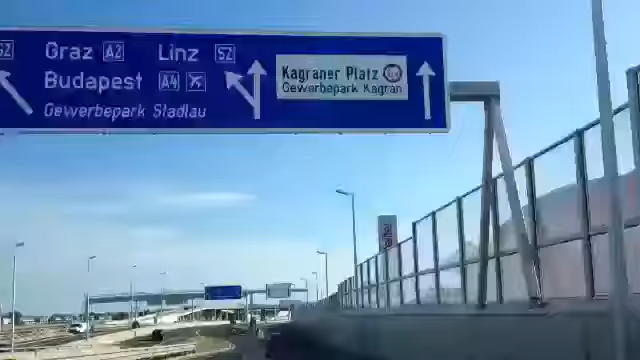 S2 Graz A2 Linz S2
Budapest A4
Gewerbepark Stadlau
Kagraner Platz
Gewerbepark Kagran